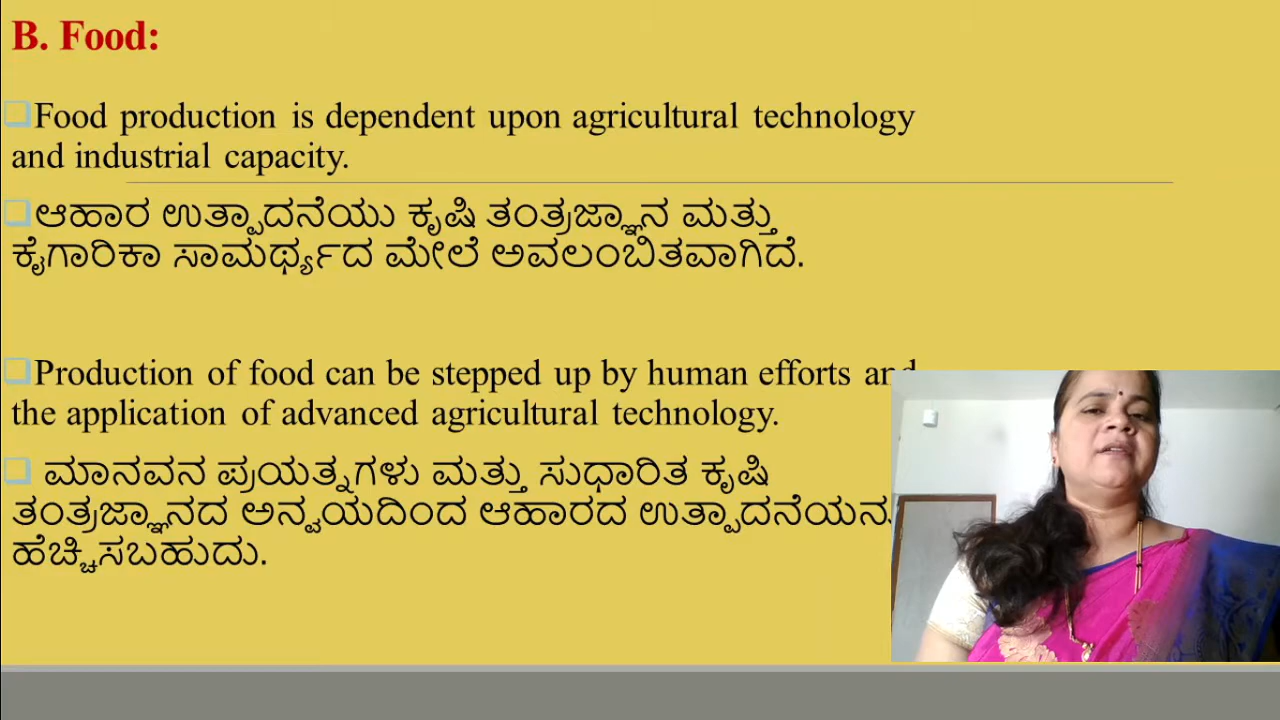 B. Food:
Food production is dependent upon agricultural technology
and industrial capacity.
ಆಹಾರ ಉತ್ಪಾದನೆಯು ಕೃಷಿ ತಂತ್ರಜ್ಞಾನ ಮತ್ತು
ಕೈಗಾರಿಕಾ ಸಾಮರ್ಥ್ಯದ ಮೇಲೆ ಅವಲಂಬಿತವಾಗಿದೆ.
Production of food can be stepped up by human efforts and
the application of advanced agricultural technology.
ಮಾನವನ ಪ್ರಯತ್ನಗಳು ಮತ್ತು ಸುಧಾರಿತ ಕೃಷಿ
ತಂತ್ರಜ್ಞಾನದ ಅನ್ವಯದಿಂದ ಆಹಾರದ
ಹೆಚ್ಚಿಸಬಹುದು.